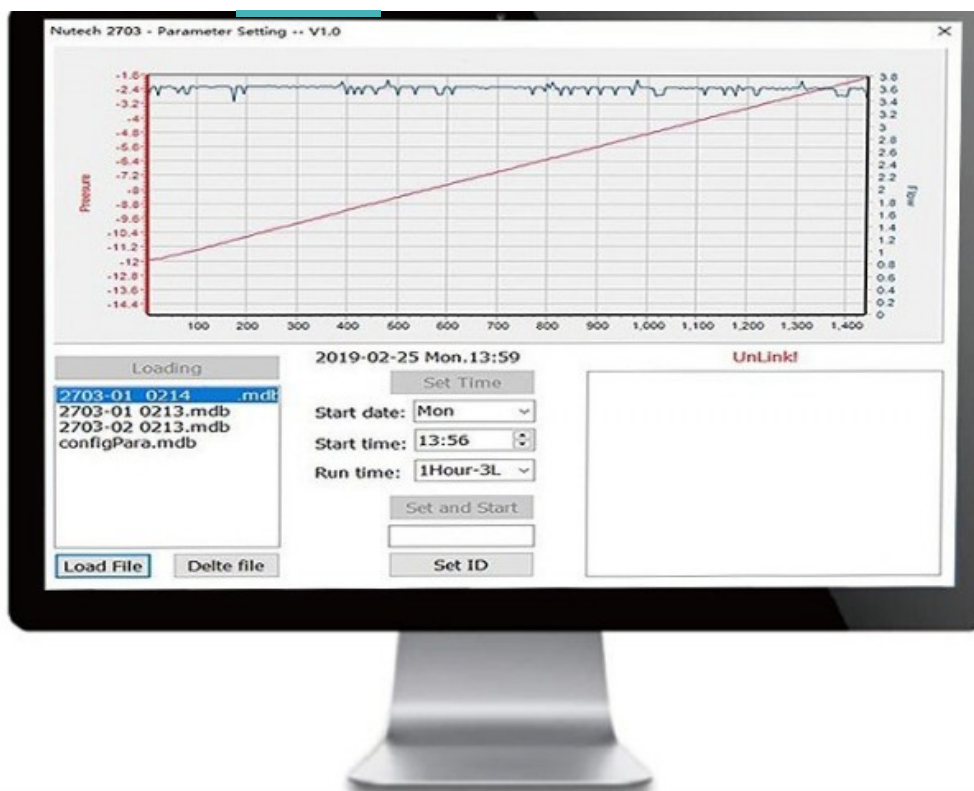 Nutech 2703 - Parameter Setting -- V1.0
-1.6
-2.4
-3.2
-4
-4.8
-5.6
-6.4
-7.2
-8
-8.8
-9.6
-10.4
-11.2
-12
-12.8
-13.6
-14.4
Preesure
3.8
3.6
3.4
3.2
3
2.8
2.6
2.4
2.2
2
1.8
1.6
1.4
1.2
1
0.8
0.6
0.4
0.2
0
Flow
100 200 300 400 500 600 700 800 900 1,000 1,100 1,200 1,300 1,400
Loading
2703-01 0214 .mdb
2703-01 0213.mdb
2703-02 0213.mdb
configPara.mdb
Load File Delte file
2019-02-25 Mon.13:59
Set Time
Start date: Mon
Start time: 13:56
Run time: 1Hour-3L
Set and Start
Set ID
UnLink!